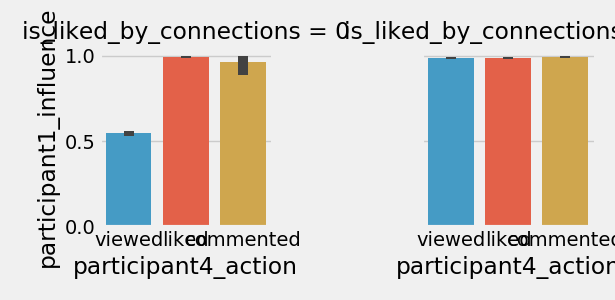 is_liked_by_connections = 0
is_liked_by_connections
participant1_influence
1.0
0.5
0.0
viewed liked commented
viewed liked commented
participant4_action
participant4_action